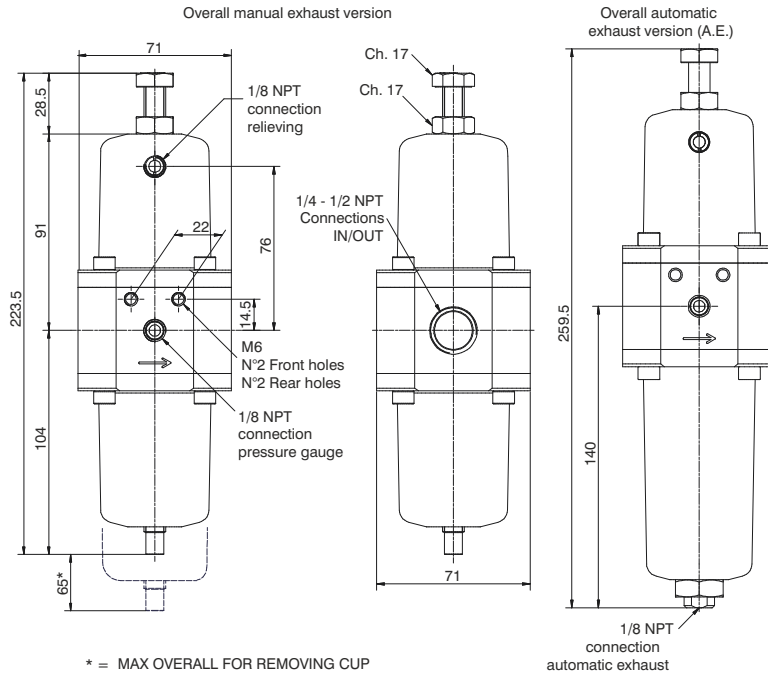 Overall manual exhaust version
Overall automatic
exhaust version (A.E.)
71
28.5
91
223.5
104
65*
1/8 NPT
connection
relieving
22
76
14.5
M6
N°2 Front holes
N°2 Rear holes
1/8 NPT
connection
pressure gauge
Ch. 17
Ch. 17
1/4 - 1/2 NPT
Connections
IN/OUT
71
259.5
140
1/8 NPT
connection
automatic exhaust
* = MAX OVERALL FOR REMOVING CUP